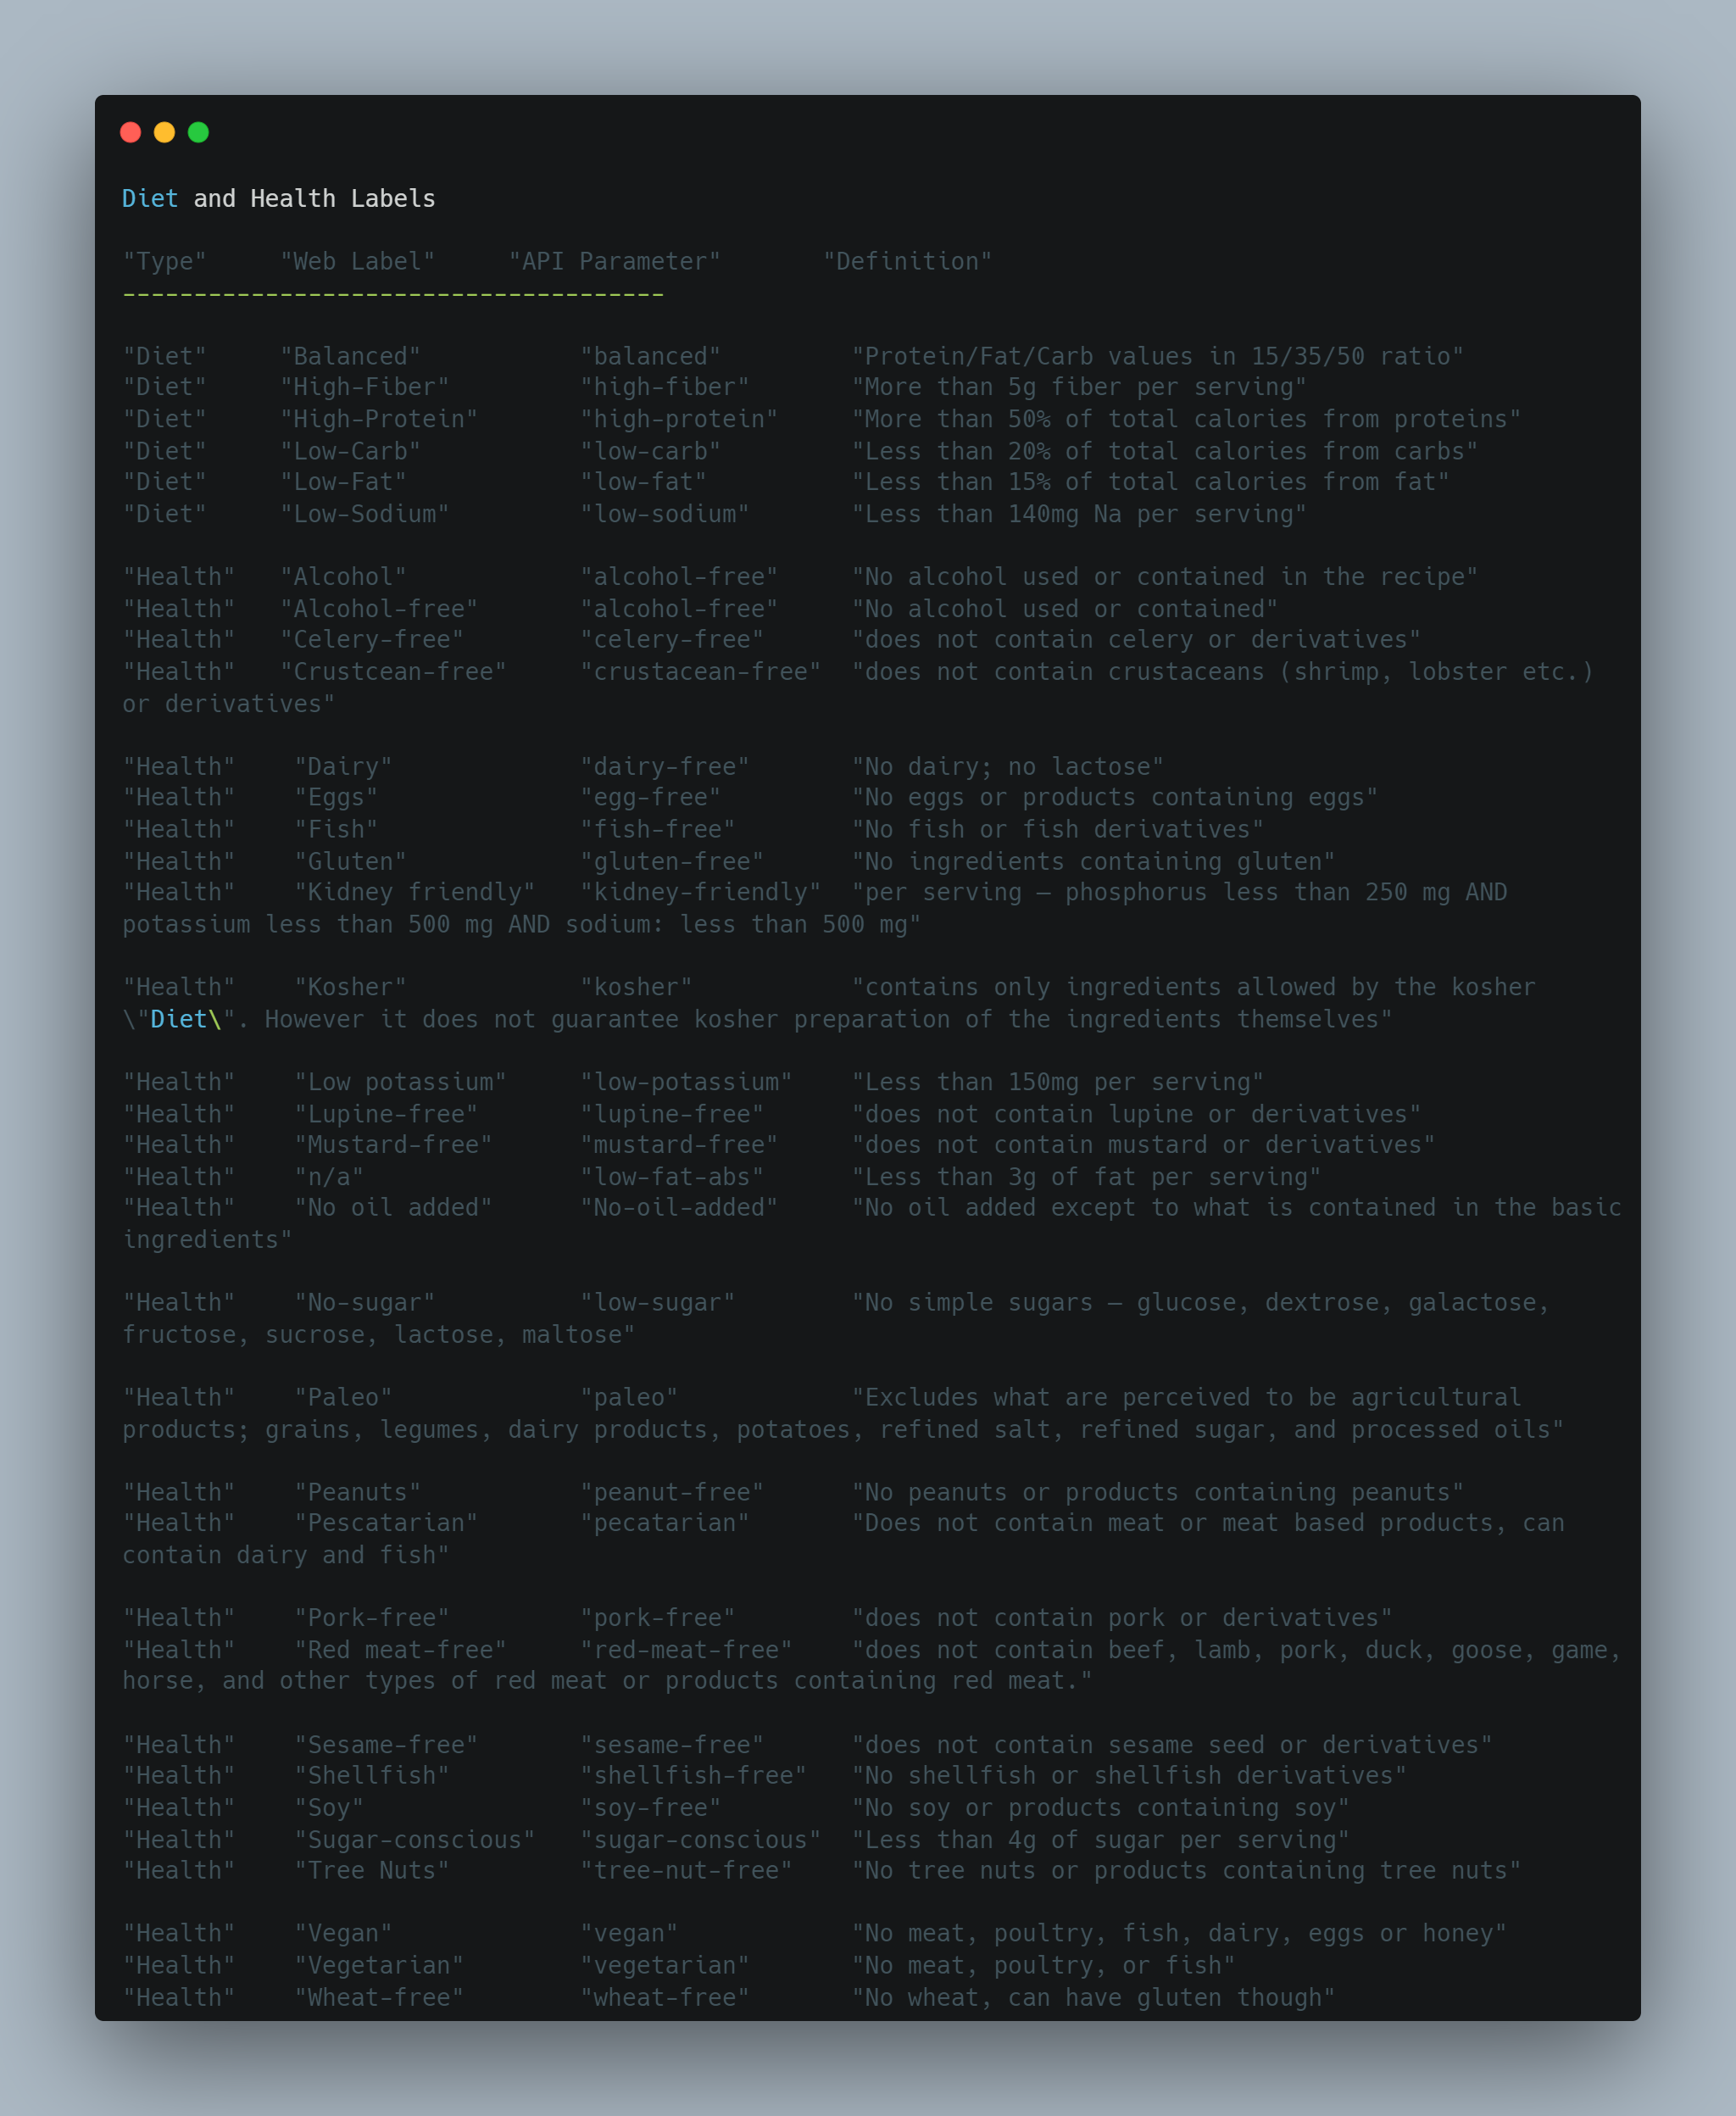 Diet and Health Labels
"Type" "Web Label" "API Parameter" "Definition"
--------------------------------------
"Diet" "Balanced" "balanced" "Protein/Fat/Carb values in 15/35/50 ratio"
"Diet" "High-Fiber" "high-fiber" "More than 5g fiber per serving"
"Diet" "High-Protein" "high-protein" "More than 50% of total calories from proteins"
"Diet" "Low-Carb" "low-carb" "Less than 20% of total calories from carbs"
"Diet" "Low-Fat" "low-fat" "Less than 15% of total calories from fat"
"Diet" "Low-Sodium" "low-sodium" "Less than 140mg Na per serving"
"Health" "Alcohol" "alcohol-free" "No alcohol used or contained in the recipe"
"Health" "Alcohol-free" "alcohol-free" "No alcohol used or contained"
"Health" "Celery-free" "celery-free" "does not contain celery or derivatives"
"Health" "Crustcean-free" "crustacean-free" "does not contain crustaceans (shrimp, lobster etc.)
or derivatives"
"Health" "Dairy" "dairy-free" "No dairy; no lactose"
"Health" "Eggs" "egg-free" "No eggs or products containing eggs"
"Health" "Fish" "fish-free" "No fish or fish derivatives"
"Health" "Gluten" "gluten-free" "No ingredients containing gluten"
"Health" "Kidney friendly" "kidney-friendly" "per serving – phosphorus less than 250 mg AND
potassium less than 500 mg AND sodium: less than 500 mg"
"Health" "Kosher" "kosher" "contains only ingredients allowed by the kosher
\"Diet\". However it does not guarantee kosher preparation of the ingredients themselves"
"Health" "Low potassium" "low-potassium" "Less than 150mg per serving"
"Health" "Lupine-free" "lupine-free" "does not contain lupine or derivatives"
"Health" "Mustard-free" "mustard-free" "does not contain mustard or derivatives"
"Health" "n/a" "low-fat-abs" "Less than 3g of fat per serving"
"Health" "No oil added" "No-oil-added" "No oil added except to what is contained in the basic
ingredients"
"Health" "No-sugar" "low-sugar" "No simple sugars – glucose, dextrose, galactose,
fructose, sucrose, lactose, maltose"
"Health" "Paleo" "paleo" "Excludes what are perceived to be agricultural
products; grains, legumes, dairy products, potatoes, refined salt, refined sugar, and processed oils"
"Health" "Peanuts" "peanut-free" "No peanuts or products containing peanuts"
"Health" "Pescatarian" "pecatarian" "Does not contain meat or meat based products, can
contain dairy and fish"
"Health" "Pork-free" "pork-free" "does not contain pork or derivatives"
"Health" "Red meat-free" "red-meat-free" "does not contain beef, lamb, pork, duck, goose, game,
horse, and other types of red meat or products containing red meat."
"Health" "Sesame-free" "sesame-free" "does not contain sesame seed or derivatives"
"Health" "Shellfish" "shellfish-free" "No shellfish or shellfish derivatives"
"Health" "Soy" "soy-free" "No soy or products containing soy"
"Health" "Sugar-conscious" "sugar-conscious" "Less than 4g of sugar per serving"
"Health" "Tree Nuts" "tree-nut-free" "No tree nuts or products containing tree nuts"
"Health" "Vegan" "vegan" "No meat, poultry, fish, dairy, eggs or honey"
"Health" "Vegetarian" "vegetarian" "No meat, poultry, or fish"
"Health" "Wheat-free" "wheat-free" "No wheat, can have gluten though"